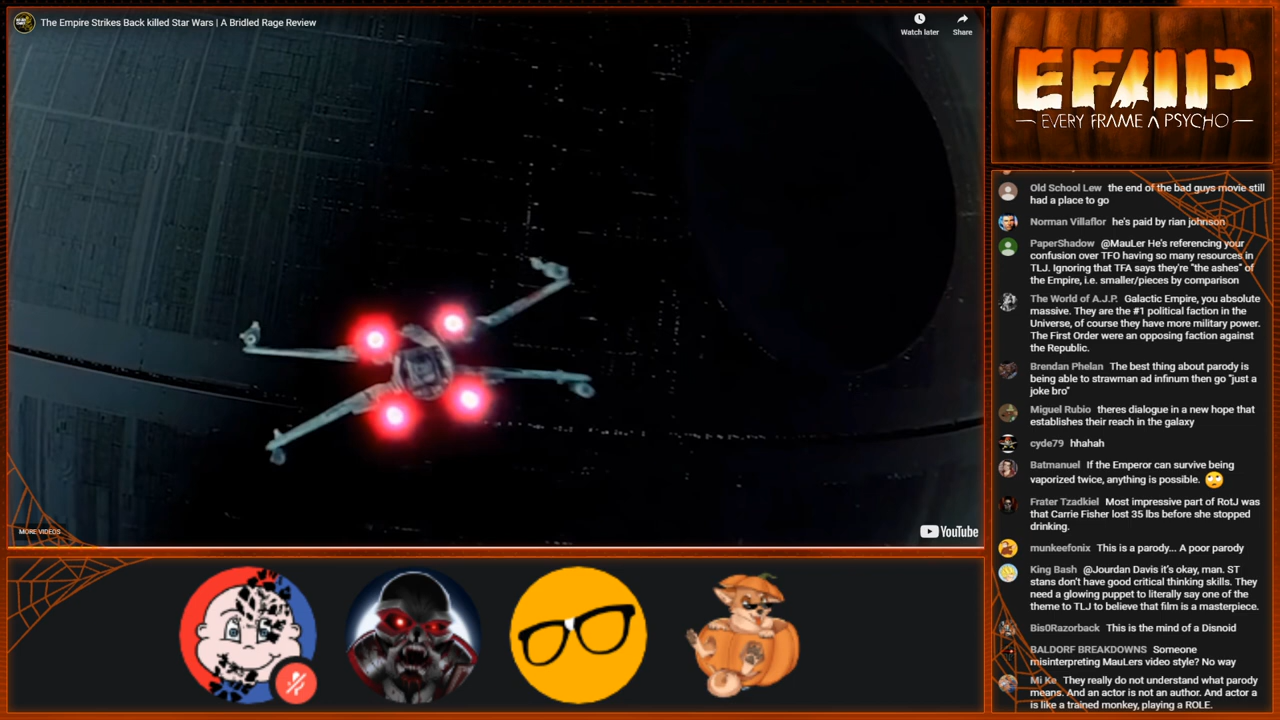 The Empire Strikes Back killed Star Wars | A Bridled Rage Review
Watch later
Share
MORE VIDEOS
YouTube
EFAP
EVERY FRAME A PSYCHO
Old School Lew the end of the bad guys movie still
had a place to go
Norman Villaflor he's paid by rian johnson
PaperShadow @MauLer He's referencing your
confusion over TFO having so many resources in
TLJ. Ignoring that TFA says they're "the ashes" of
the Empire, i.e. smaller/pieces by comparison
The World of A.J.P. Galactic Empire, you absolute
massive. They are the #1 political faction in the
Universe, of course they have more military power.
The First Order were an opposing faction against
the Republic.
Brendan Phelan The best thing about parody is
being able to strawman ad infinum then go "just a
joke bro"
Miguel Rubio theres dialogue in a new hope that
establishes their reach in the galaxy
cyde79 hhahah
Batmanuel If the Emperor can survive being
vaporized twice, anything is possible. 🙄
Frater Tzadkiel Most impressive part of RotJ was
that Carrie Fisher lost 35 lbs before she stopped
drinking.
munkeefonix This is a parody... A poor parody
King Bash @Jourdan Davis it's okay, man. ST
stans don't have good critical thinking skills. They
need a glowing puppet to literally say one of the
theme to TLJ to believe that film is a masterpiece.
Bis0Razorback This is the mind of a Disnoid
BALDORF BREAKDOWNS Someone
misinterpreting MauLers video style? No way
Mi Ke They really do not understand what parody
means. And an actor is not an author. And actor a
is like a trained monkey, playing a ROLE.